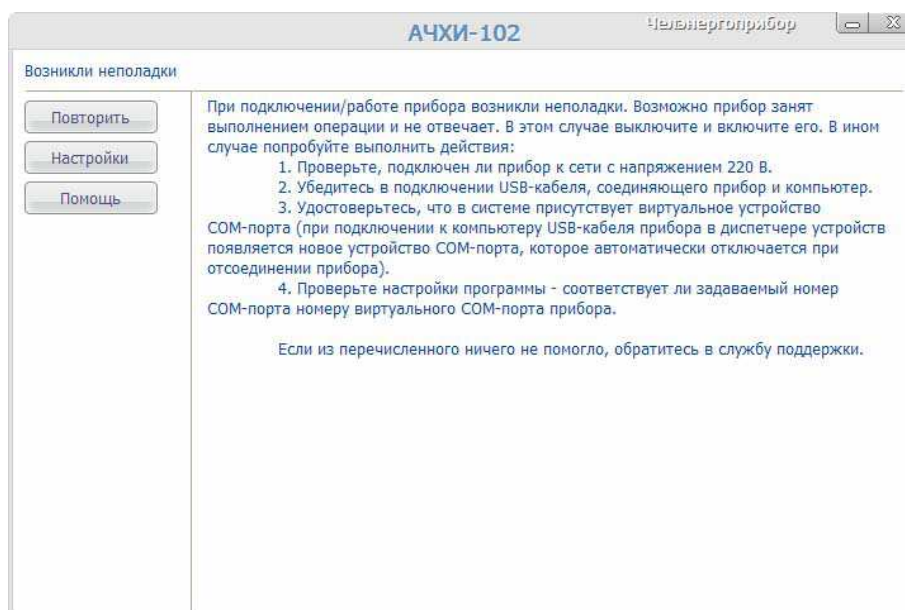 АЧХИ-102
Челэнергоприбор
Возникли неполадки
Повторить
Настройки
Помощь
При подключении/работе прибора возникли неполадки. Возможно прибор занят
выполнением операции и не отвечает. В этом случае выключите и включите его. В ином
случае попробуйте выполнить действия:
1. Проверьте, подключен ли прибор к сети с напряжением 220 В.
2. Убедитесь в подключении USB-кабеля, соединяющего прибор и компьютер.
3. Удостоверьтесь, что в системе присутствует виртуальное устройство
COM-порта (при подключении к компьютеру USB-кабеля прибора в диспетчере устройств
появляется новое устройство COM-порта, которое автоматически отключается при
отсоединении прибора).
4. Проверьте настройки программы - соответствует ли задаваемый номер
COM-порта номеру виртуального COM-порта прибора.
Если из перечисленного ничего не помогло, обратитесь в службу поддержки.